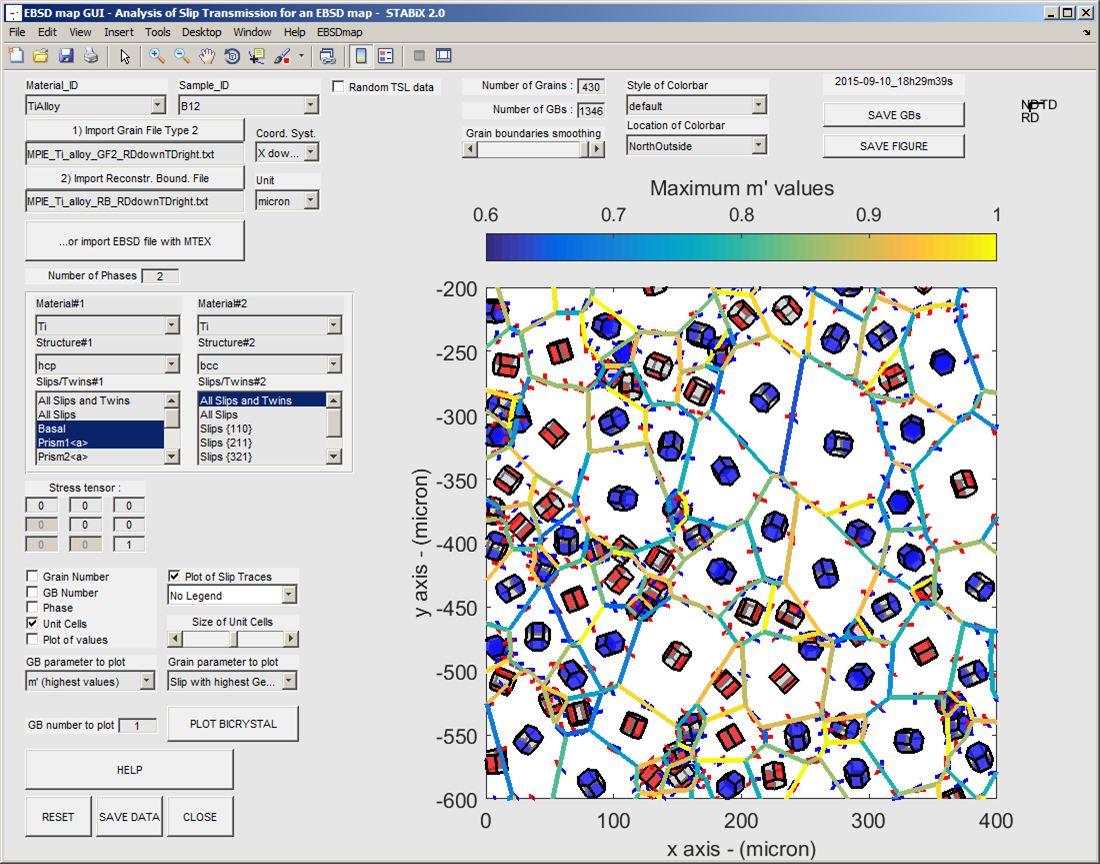 EBSD map GUI - Analysis of Slip Transmission for an EBSD map - STABiX 2.0
File Edit View Insert Tools Desktop Window Help EBSDmap
Material_ID Sample_ID
TiAlloy B12
Random TSL data
1) Import Grain File Type 2
Coord. Syst.
MPIE_Ti_alloy_GF2_RDdownTDright.txt
X dow...
2) Import Reconstr. Bound. File
Unit
MPIE_Ti_alloy_RB_RDdownTDright.txt
micron
...or import EBSD file with MTEX
Number of Phases 2
Material#1 Material#2
Ti Ti
Structure#1 Structure#2
hcp bcc
Slips/Twins#1 Slips/Twins#2
All Slips and Twins All Slips and Twins
All Slips All Slips
Basal Slips {110}
Prism1<a> Slips {211}
Prism2<a> Slips {321}
Stress tensor :
0 0 0
0 0 0
0 0 1
Grain Number
GB Number
Phase
Unit Cells
Plot of values
Plot of Slip Traces
No Legend
Size of Unit Cells
GB parameter to plot Grain parameter to plot
m' (highest values) Slip with highest Ge...
GB number to plot 1
PLOT BICRYSTAL
HELP
RESET SAVE DATA CLOSE
Number of Grains : 430
Number of GBs : 1346
Grain boundaries smoothing
Style of Colorbar
default
Location of Colorbar
NorthOutside
2015-09-10_18h29m39s
SAVE GBs
SAVE FIGURE
NDTD
RD
Maximum m' values
0.6 0.7 0.8 0.9 1
-200
-250
-300
-350
-400
-450
-500
-550
-600
y axis - (micron)
0 100 200 300 400
x axis - (micron)